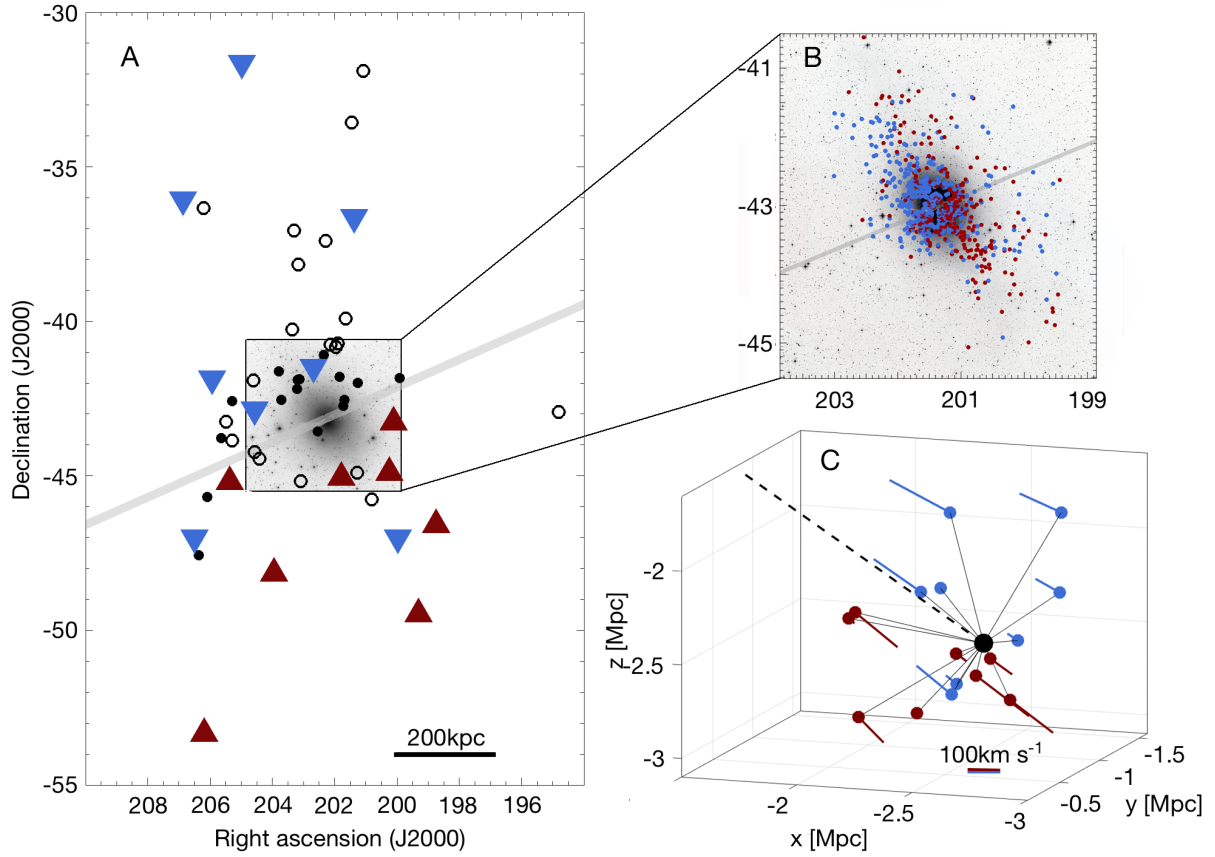 A
-30
-35
-40
-45
-50
-55
Declination (J2000)
208 206 204 202 200 198 196
Right ascension (J2000)
200kpc
B
-41
-43
-45
203 201 199
C
-2
-2.5
-3
z [Mpc]
100km s⁻¹
-2
-2.5
-3
x [Mpc]
-1.5
-1
-0.5
y [Mpc]